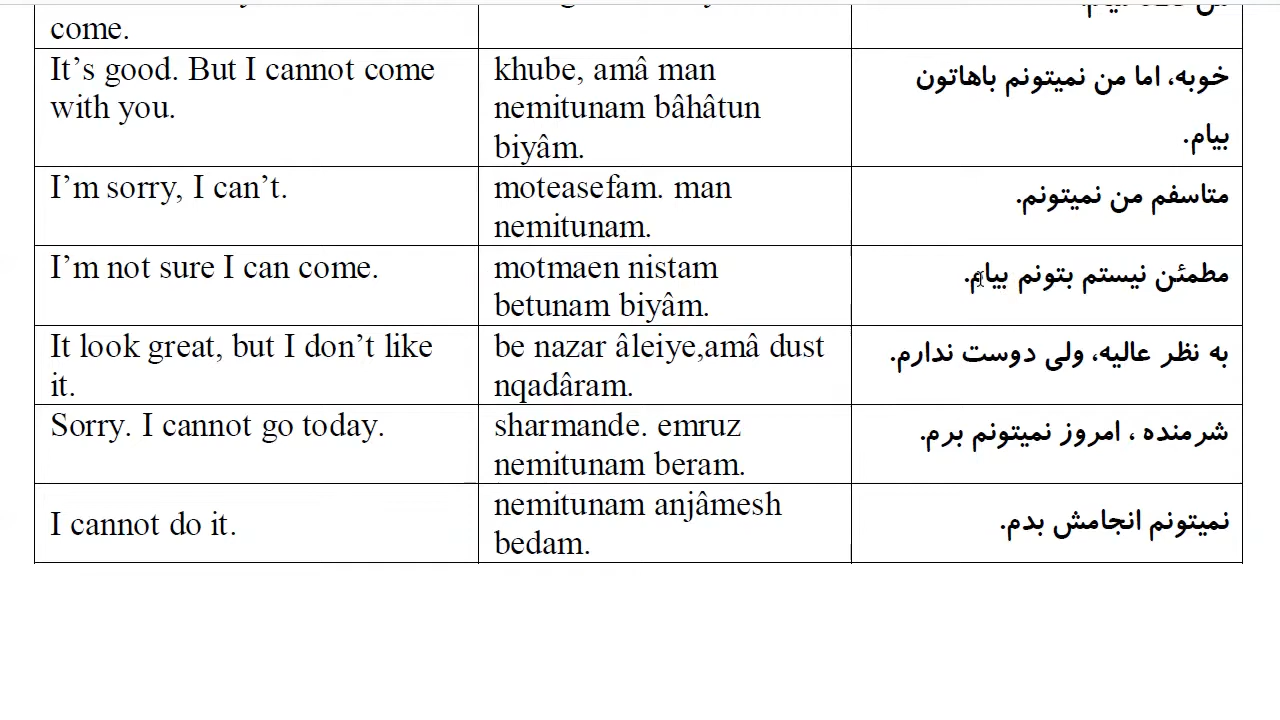 come.
It’s good. But I cannot come
with you.
khube, amâ man
nemitunam bâhâtun
biyâm.
خوبه، اما من نمیتونم باهاتون
بیام.
I’m sorry, I can’t.
moteasefam. man
nemitunam.
متاسفم من نمیتونم.
I’m not sure I can come.
motmaen nistam
betunam biyâm.
مطمئن نیستم بتونم بیام.
It look great, but I don’t like
it.
be nazar âleiye,amâ dust
nqadâram.
به نظر عالیه، ولی دوست ندارم.
Sorry. I cannot go today.
sharmande. emruz
nemitunam beram.
شرمنده ، امروز نمیتونم برم.
I cannot do it.
nemitunam anjâmesh
bedam.
نمیتونم انجامش بدم.